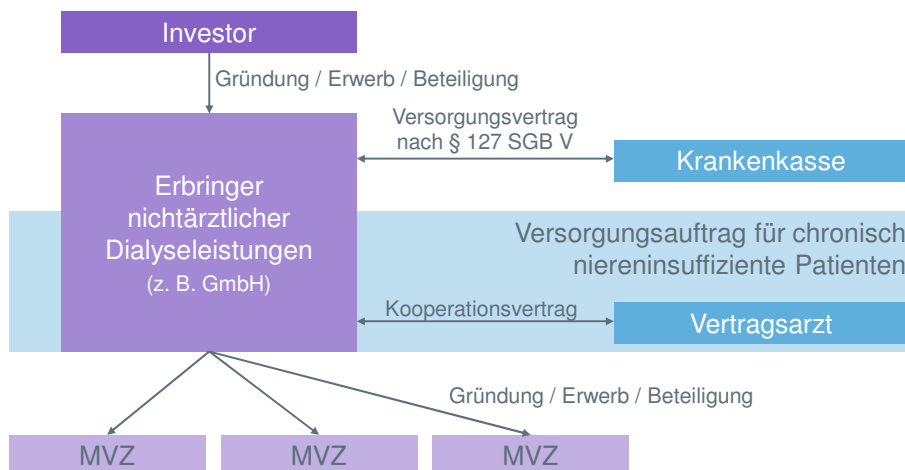 Investor
Gründung / Erwerb / Beteiligung
Versorgungsvertrag
nach § 127 SGB V
Krankenkasse
Erbringer
nichtärztlicher
Dialyseleistungen
(z. B. GmbH)
Versorgungsauftrag für chronisch
niereninsuffiziente Patienten
Kooperationsvertrag
Vertragsarzt
Gründung / Erwerb / Beteiligung
MVZ
MVZ
MVZ